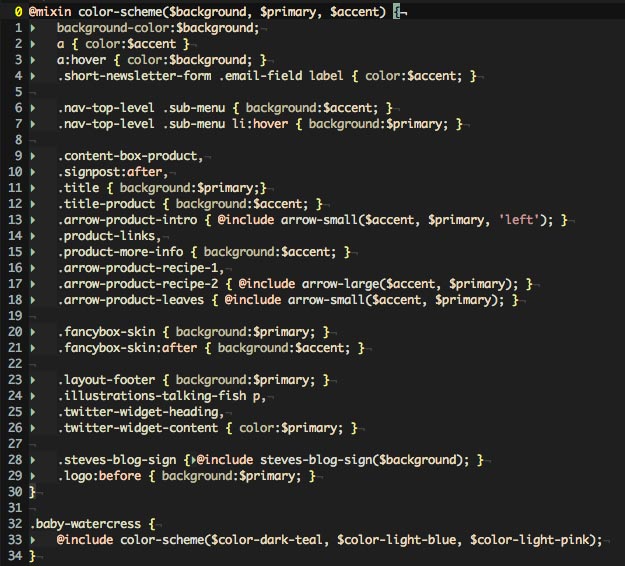 0 @mixin color-scheme($background, $primary, $accent) {
1 background-color:$background;
2 a { color:$accent }
3 a:hover { color:$background; }
4 .short-newsletter-form .email-field label { color:$accent; }
5
6 .nav-top-level .sub-menu { background:$accent; }
7 .nav-top-level .sub-menu li:hover { background:$primary; }
8
9 .content-box-product,
10 .signpost:after,
11 .title { background:$primary;}
12 .title-product { background:$accent; }
13 .arrow-product-intro { @include arrow-small($accent, $primary, 'left'); }
14 .product-links,
15 .product-more-info { background:$accent; }
16 .arrow-product-recipe-1,
17 .arrow-product-recipe-2 { @include arrow-large($accent, $primary); }
18 .arrow-product-leaves { @include arrow-small($accent, $primary); }
19
20 .fancybox-skin { background:$primary; }
21 .fancybox-skin:after { background:$accent; }
22
23 .layout-footer { background:$primary; }
24 .illustrations-talking-fish p,
25 .twitter-widget-heading,
26 .twitter-widget-content { color:$primary; }
27
28 .steves-blog-sign { @include steves-blog-sign($background); }
29 .logo:before { background:$primary; }
30 }
31
32 .baby-watercress {
33 @include color-scheme($color-dark-teal, $color-light-blue, $color-light-pink);
34 }